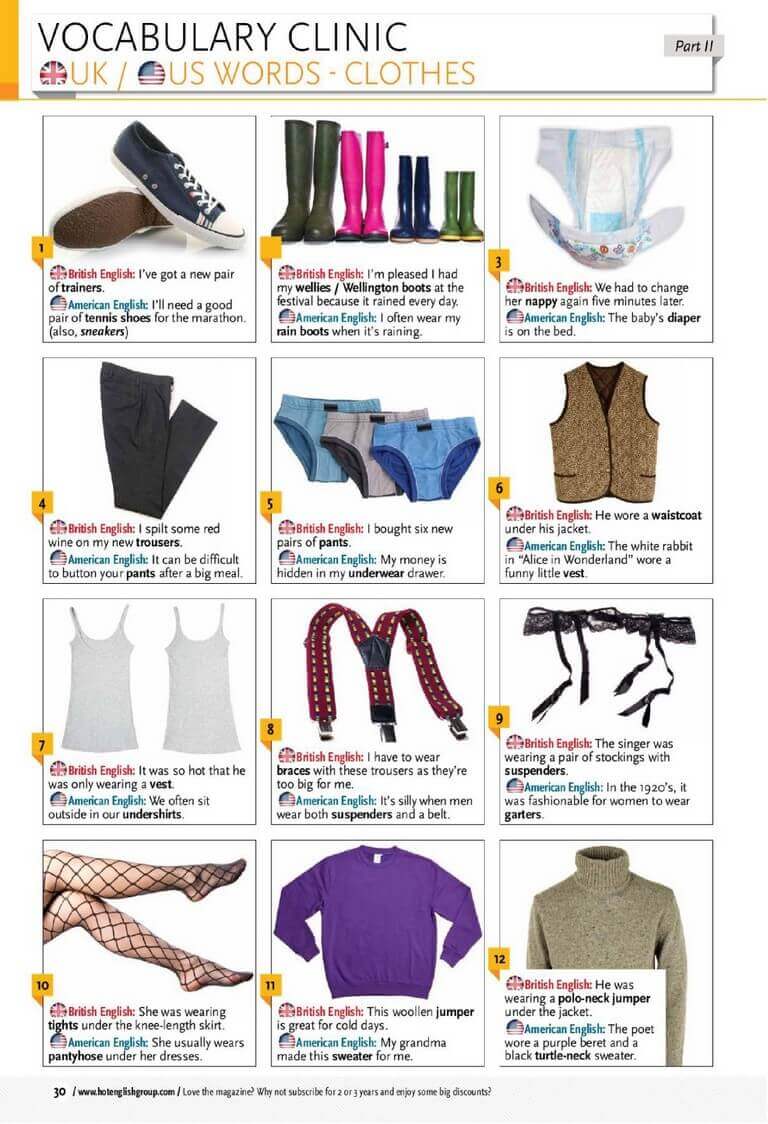 VOCABULARY CLINIC
UK / US WORDS - CLOTHES
Part II
1
British English: I've got a new pair
of trainers.
American English: I'll need a good
pair of tennis shoes for the marathon.
(also, sneakers)
British English: I'm pleased I had
my wellies / Wellington boots at the
festival because it rained every day.
American English: I often wear my
rain boots when it's raining.
3
British English: We had to change
her nappy again five minutes later.
American English: The baby's diaper
is on the bed.
4
British English: I spilt some red
wine on my new trousers.
American English: It can be difficult
to button your pants after a big meal.
5
British English: I bought six new
pairs of pants.
American English: My money is
hidden in my underwear drawer.
6
British English: He wore a waistcoat
under his jacket.
American English: The white rabbit
in "Alice in Wonderland" wore a
funny little vest.
7
British English: It was so hot that he
was only wearing a vest.
American English: We often sit
outside in our undershirts.
8
British English: I have to wear
braces with these trousers as they're
too big for me.
American English: It's silly when men
wear both suspenders and a belt.
9
British English: The singer was
wearing a pair of stockings with
suspenders.
American English: In the 1920's, it
was fashionable for women to wear
garters.
10
British English: She was wearing
tights under the knee-length skirt.
American English: She usually wears
pantyhose under her dresses.
11
British English: This woollen jumper
is great for cold days.
American English: My grandma
made this sweater for me.
12
British English: He was
wearing a polo-neck jumper
under the jacket.
American English: The poet
wore a purple beret and a
black turtle-neck sweater.
30 / www.hotenglishgroup.com / Love the magazine? Why not subscribe for 2 or 3 years and enjoy some big discounts?